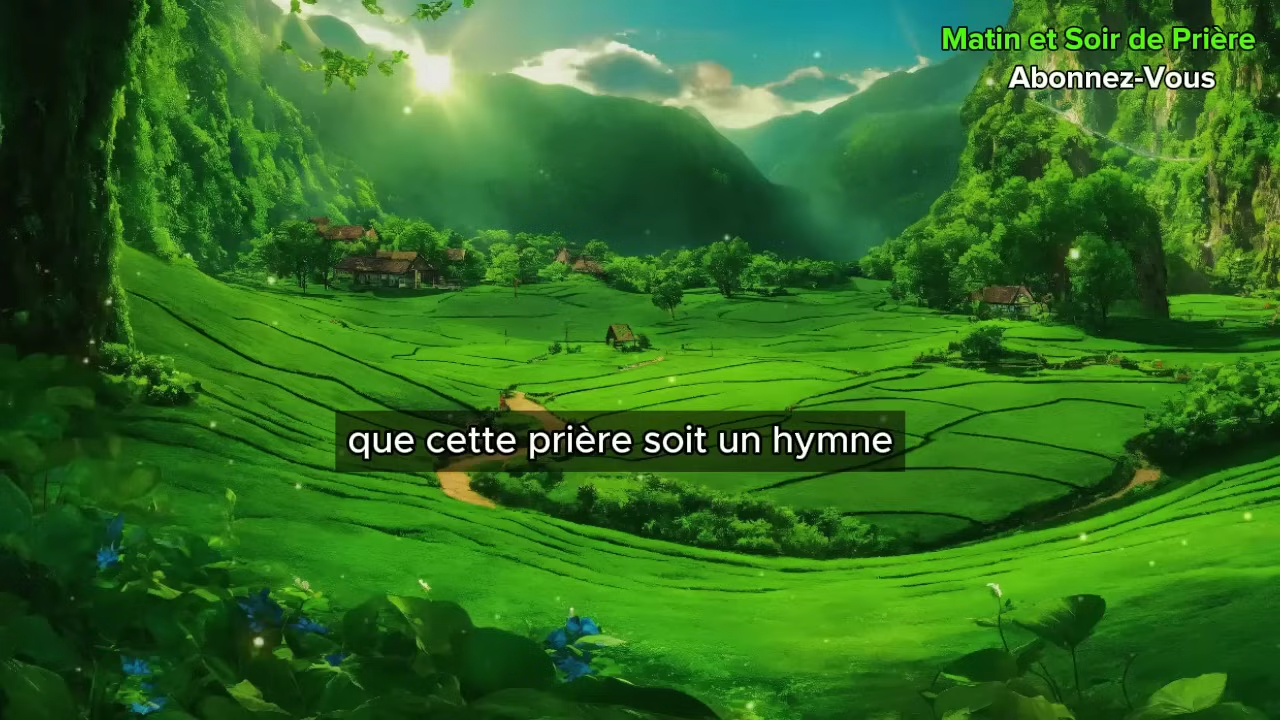 Matin et Soir de Prière
Abonnez-Vous
que cette prière soit un hymne